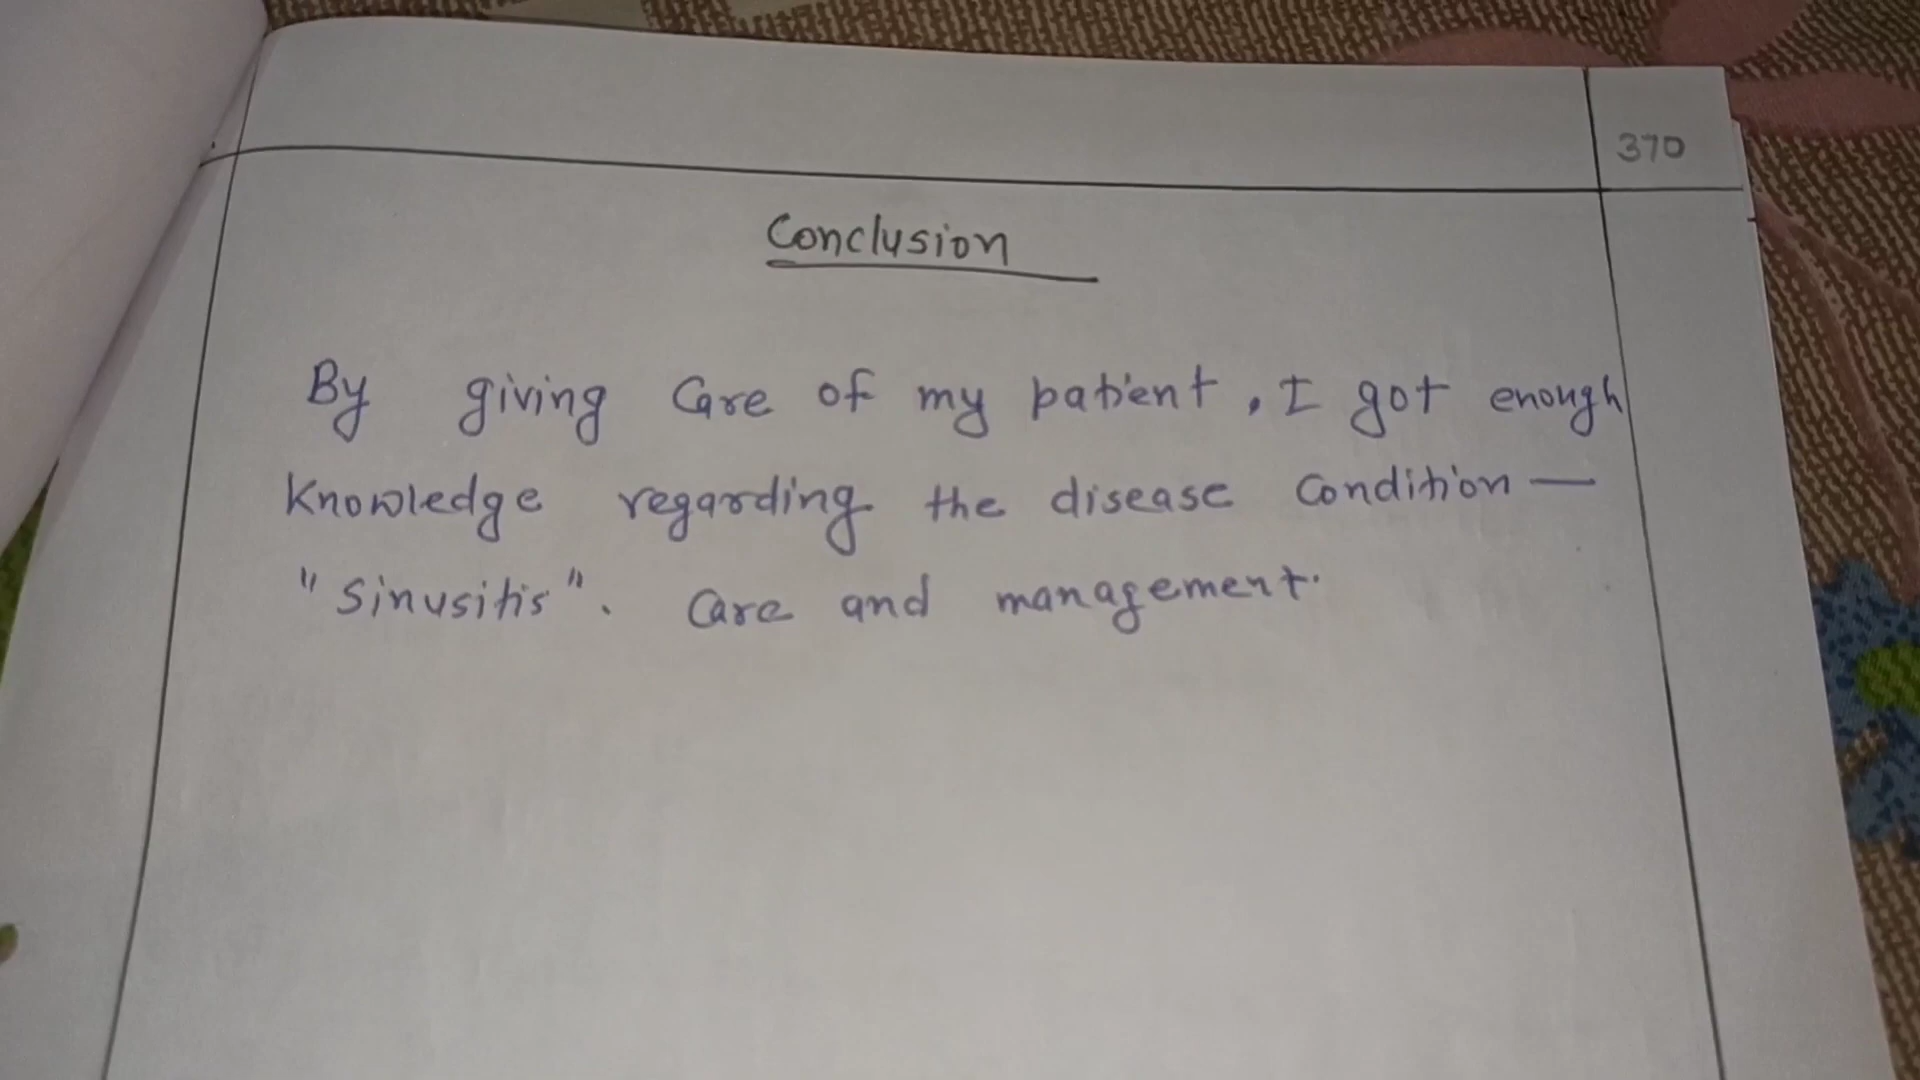 370
Conclusion
By giving Care of my patient, I got enough
Knowledge regarding the disease Condition —
"Sinusitis". Care and management.